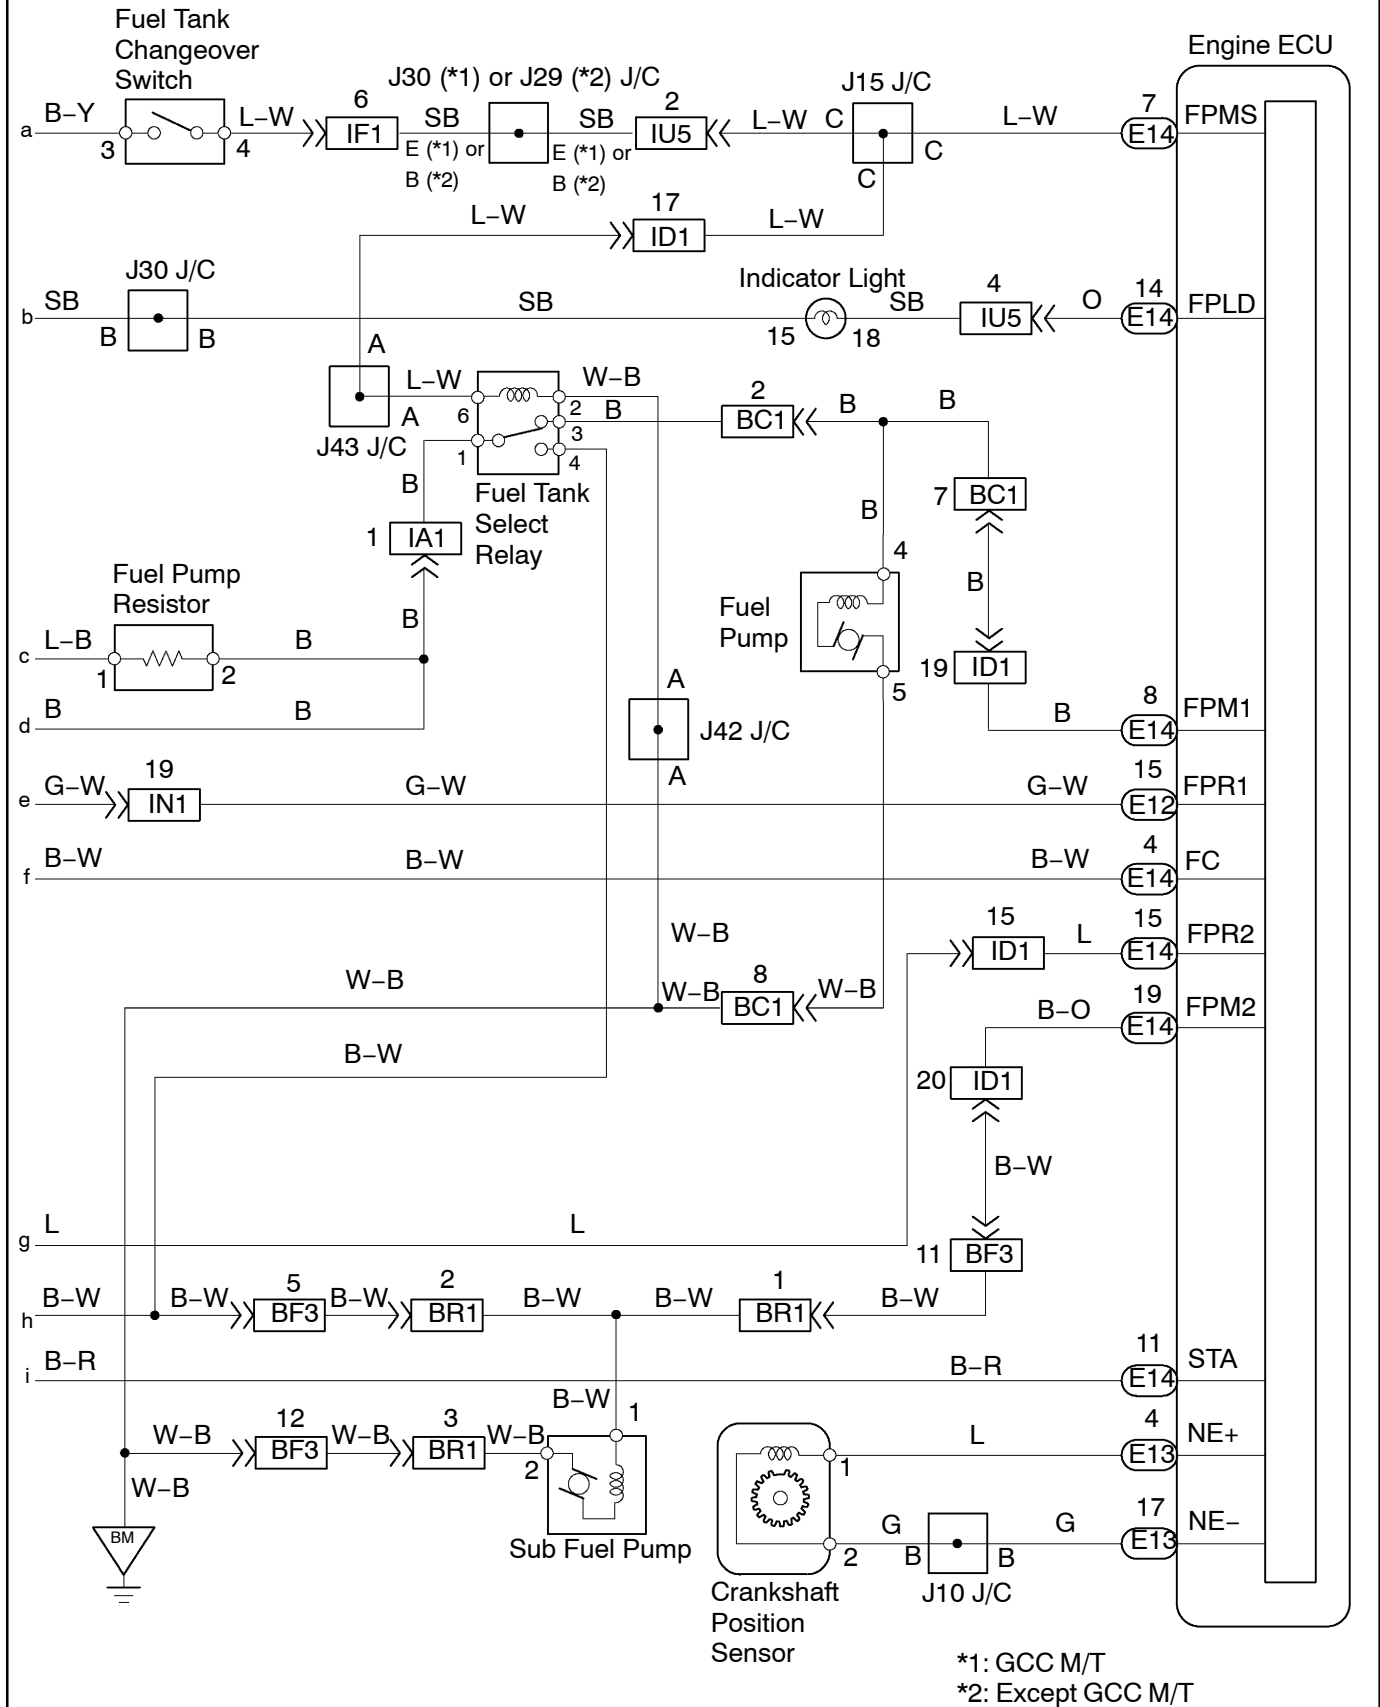 Fuel Tank
Changeover
Switch
Engine ECU
J30 (*1) or J29 (*2) J/C
J15 J/C
a
B–Y
3
4
L–W
6
IF1
SB
E (*1) or
B (*2)
SB
E (*1) or
B (*2)
2
IU5
L–W
C
C
C
L–W
7
E14
FPMS
L–W
17
ID1
L–W
J30 J/C
b
SB
B
B
SB
Indicator Light
15
18
SB
4
IU5
O
14
E14
FPLD
A
A
J43 J/C
L–W
6
1
2
3
4
W–B
B
Fuel Tank
Select
Relay
2
BC1
B
B
B
7
BC1
B
1
IA1
B
Fuel Pump
Resistor
c
L–B
1
2
B
d
B
B
Fuel
Pump
4
5
B
19
ID1
B
8
E14
FPM1
A
J42 J/C
A
e
G–W
19
IN1
G–W
G–W
15
E12
FPR1
f
B–W
B–W
B–W
4
E14
FC
15
ID1
L
15
E14
FPR2
W–B
W–B
W–B
8
BC1
W–B
B–O
19
E14
FPM2
B–W
20
ID1
B–W
g
L
L
11
BF3
h
B–W
B–W
5
BF3
B–W
2
BR1
B–W
B–W
1
BR1
B–W
i
B–R
B–R
11
E14
STA
B–W
1
W–B
12
BF3
W–B
3
BR1
W–B
2
Sub Fuel Pump
W–B
BM
1
L
4
E13
NE+
2
G
B
B
G
17
E13
NE–
J10 J/C
Crankshaft
Position
Sensor
*1: GCC M/T
*2: Except GCC M/T